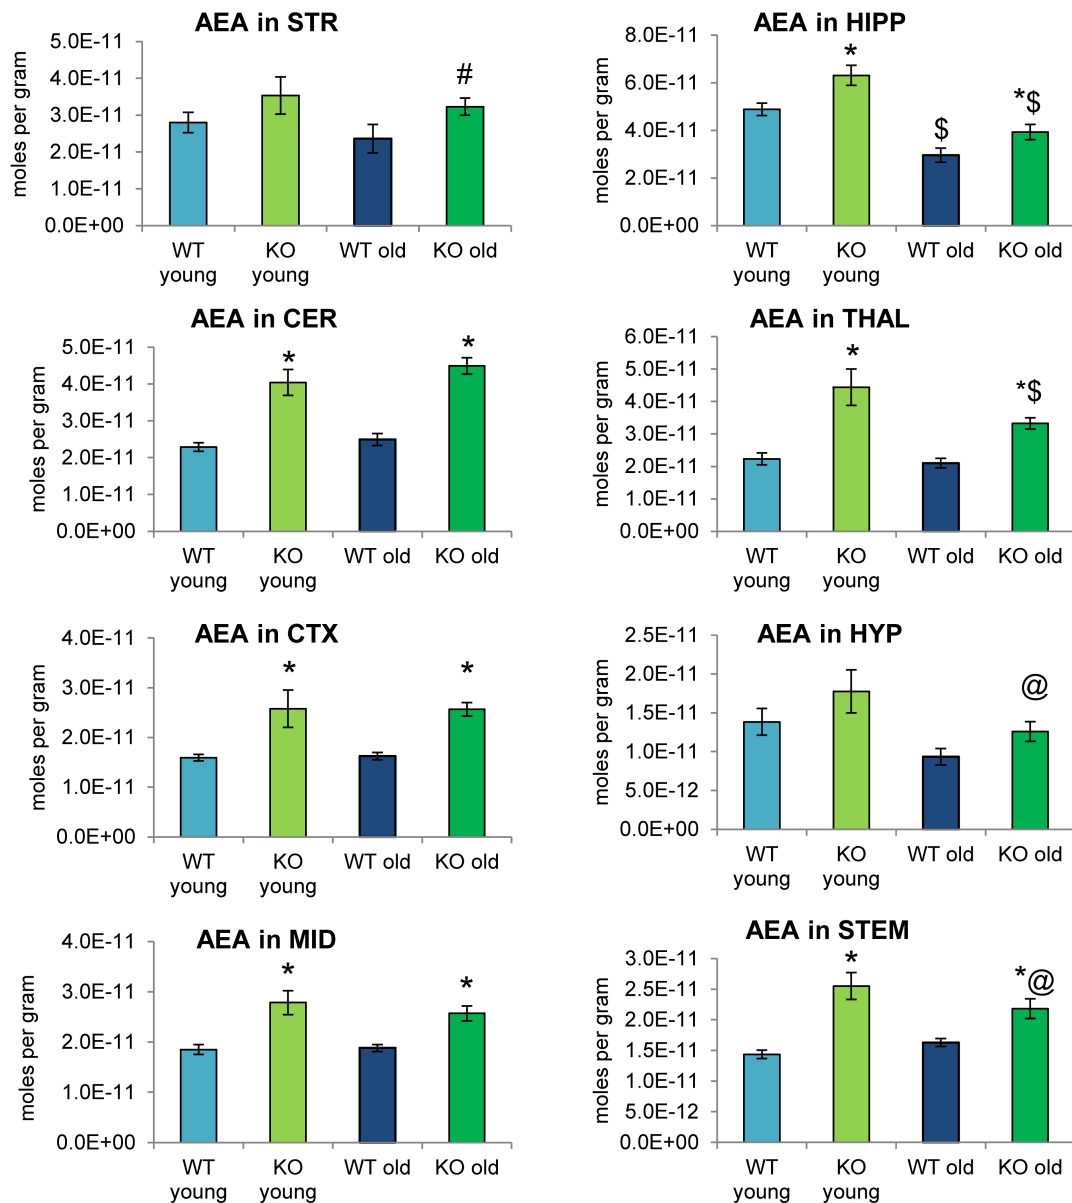 AEA in STR
moles per gram
5.0E-11
4.0E-11
3.0E-11
2.0E-11
1.0E-11
0.0E+00
#
WT young
KO young
WT old
KO old
AEA in HIPP
moles per gram
8.0E-11
6.0E-11
4.0E-11
2.0E-11
0.0E+00
*
$
*$
WT young
KO young
WT old
KO old
AEA in CER
moles per gram
5.0E-11
4.0E-11
3.0E-11
2.0E-11
1.0E-11
0.0E+00
*
*
WT young
KO young
WT old
KO old
AEA in THAL
moles per gram
6.0E-11
5.0E-11
4.0E-11
3.0E-11
2.0E-11
1.0E-11
0.0E+00
*
*$
WT young
KO young
WT old
KO old
AEA in CTX
moles per gram
4.0E-11
3.0E-11
2.0E-11
1.0E-11
0.0E+00
*
*
WT young
KO young
WT old
KO old
AEA in HYP
moles per gram
2.5E-11
2.0E-11
1.5E-11
1.0E-11
5.0E-12
0.0E+00
@
WT young
KO young
WT old
KO old
AEA in MID
moles per gram
4.0E-11
3.0E-11
2.0E-11
1.0E-11
0.0E+00
*
*
WT young
KO young
WT old
KO old
AEA in STEM
moles per gram
3.0E-11
2.5E-11
2.0E-11
1.5E-11
1.0E-11
5.0E-12
0.0E+00
*
*@
WT young
KO young
WT old
KO old